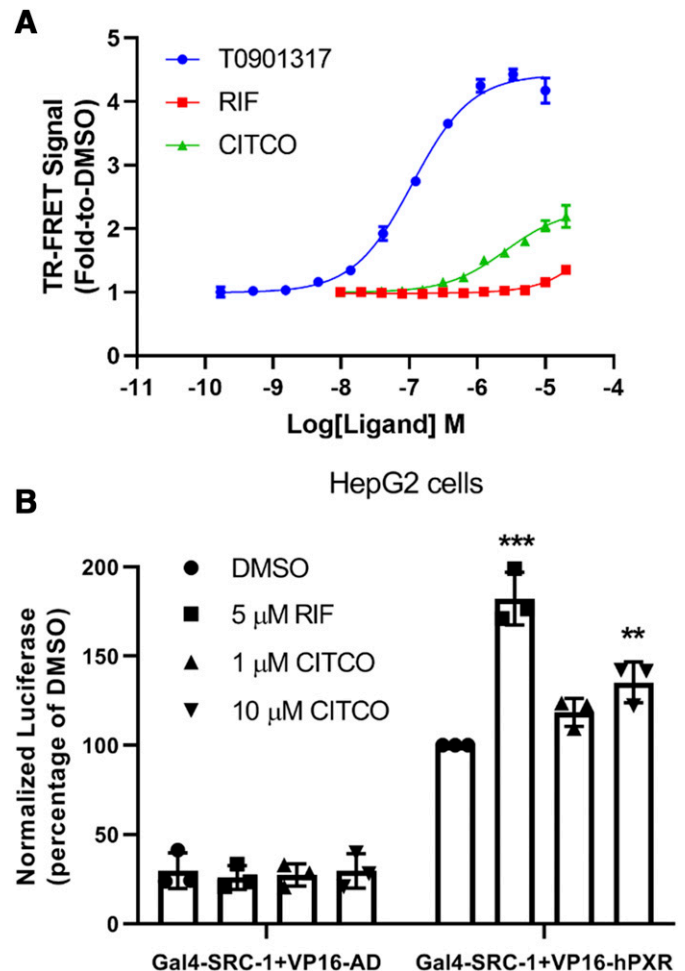 A
TR-FRET Signal
(Fold-to-DMSO)
5
4
3
2
1
0
T0901317
RIF
CITCO
-11 -10 -9 -8 -7 -6 -5 -4
Log[Ligand] M
HepG2 cells
B
Normalized Luciferase
(percentage of DMSO)
200
150
100
50
0
DMSO
5 μM RIF
1 μM CITCO
10 μM CITCO
***
**
Gal4-SRC-1+VP16-AD Gal4-SRC-1+VP16-hPXR